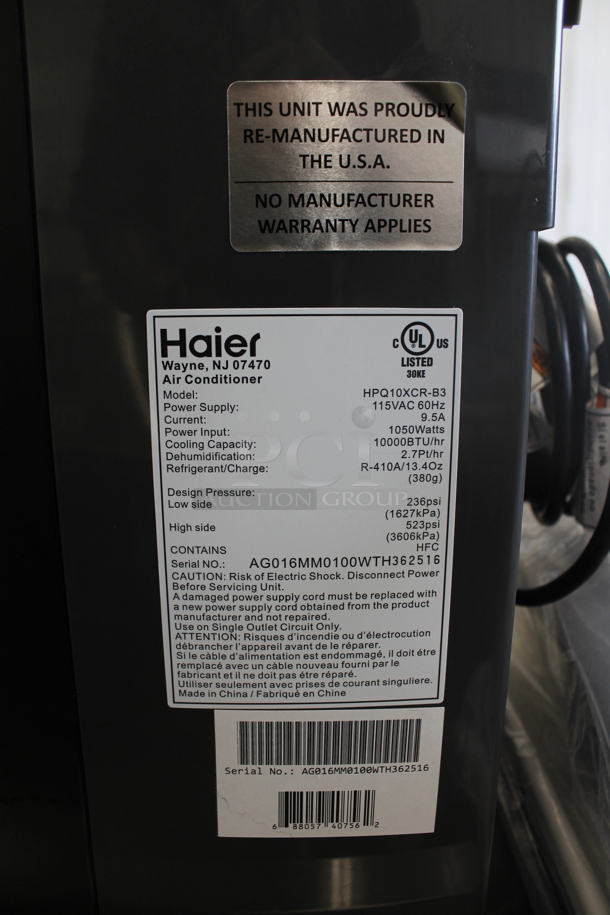 THIS UNIT WAS PROUDLY
RE-MANUFACTURED IN
THE U.S.A.
NO MANUFACTURER
WARRANTY APPLIES
Haier
Wayne, NJ 07470
Air Conditioner
C UL US
LISTED
30KE
Model: HPQ10XCR-B3
Power Supply: 115VAC 60Hz
Current: 9.5A
Power Input: 1050Watts
Cooling Capacity: 10000BTU/hr
Dehumidification: 2.7Pt/hr
Refrigerant/Charge: R-410A/13.4Oz
(380g)
Design Pressure:
Low side 236psi
(1627kPa)
High side 523psi
(3606kPa)
CONTAINS HFC
Serial NO.: AG016MM0100WTH362516
CAUTION: Risk of Electric Shock. Disconnect Power
Before Servicing Unit.
A damaged power supply cord must be replaced with
a new power supply cord obtained from the product
manufacturer and not repaired.
Use on Single Outlet Circuit Only.
ATTENTION: Risques d'incendie ou d'électrocution
débrancher l'appareil avant de le réparer.
Si le câble d'alimentation est endommagé, il doit étre
remplacé avec un câble nouveau fourni par le
fabricant et il ne doit pas être réparé.
Utiliser seulement avec prises de courant singuliere.
Made in China / Fabriqué en Chine
PCI
AUCTION GROUP
Serial No.: AG016MM0100WTH362516
6 88057 40756 2